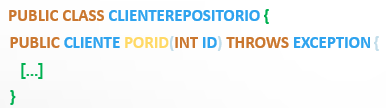 PUBLIC CLASS CLIENTEREPOSITORIO {
PUBLIC CLIENTE PORID(INT ID) THROWS EXCEPTION {
[...]
}